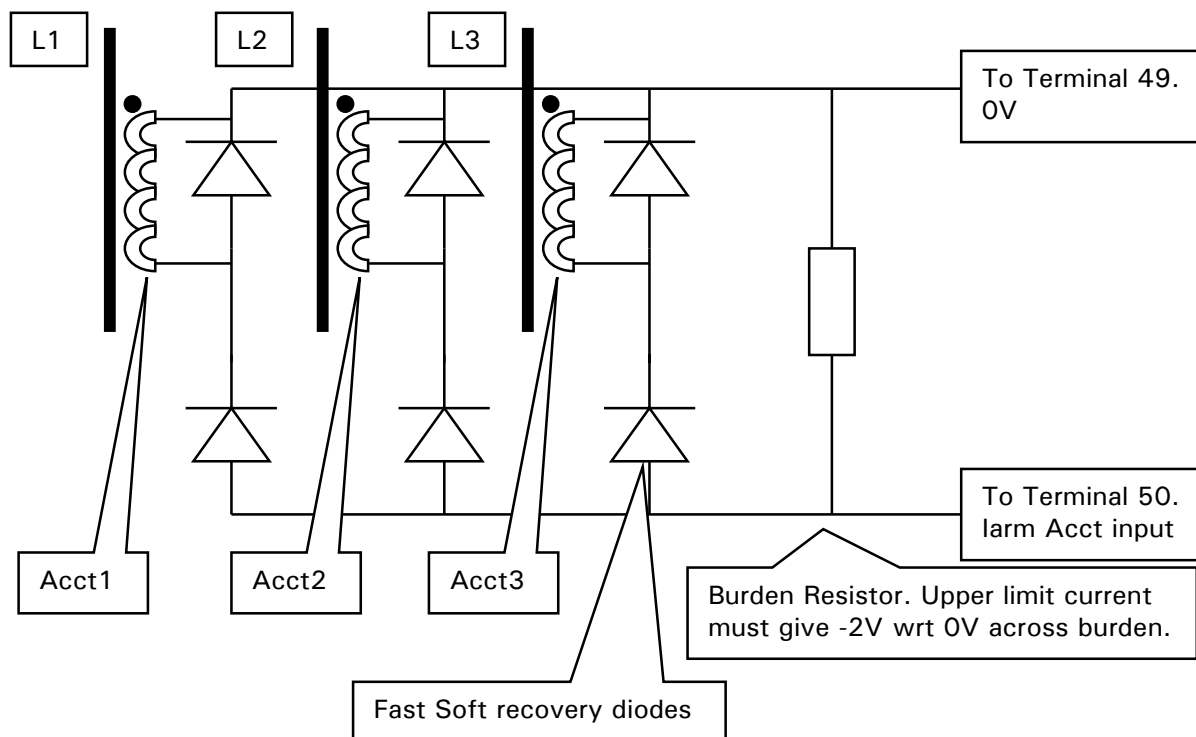 L1
L2
L3
To Terminal 49.
0V
To Terminal 50.
Iarm Acct input
Acct1
Acct2
Acct3
Burden Resistor. Upper limit current
must give -2V wrt 0V across burden.
Fast Soft recovery diodes